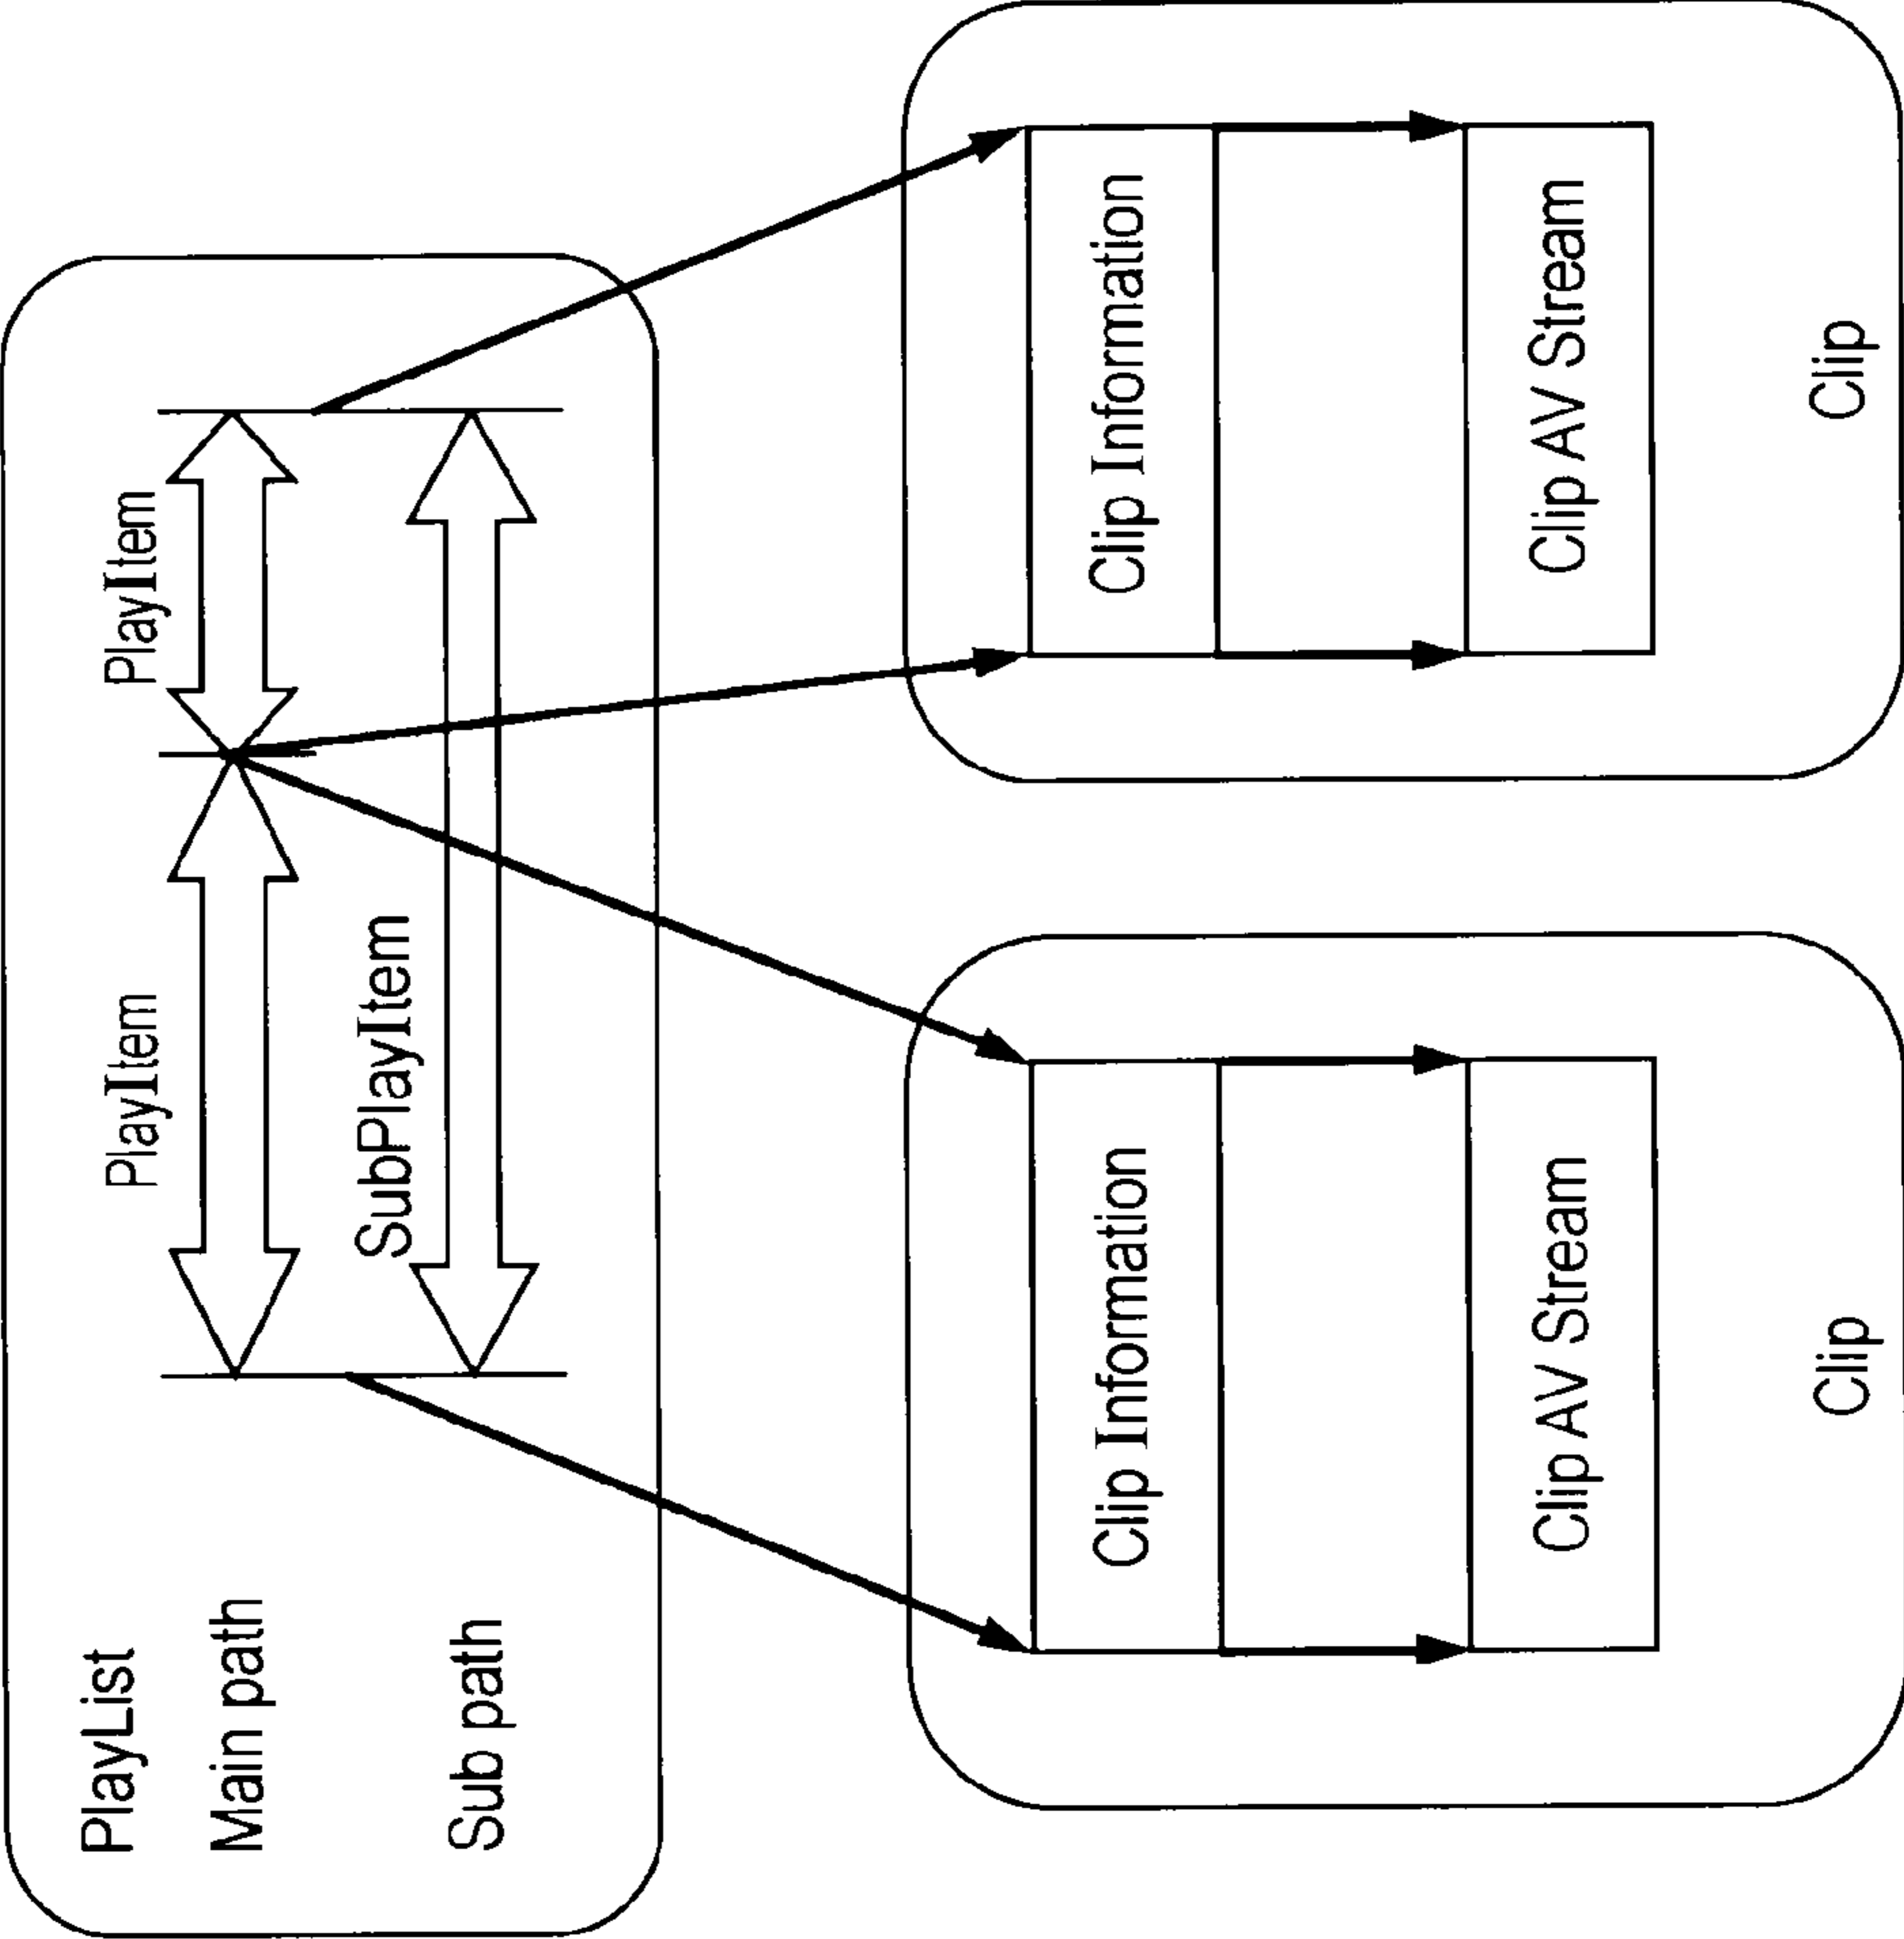 PlayList
PlayItem
PlayItem
Main path
SubPlayItem
Sub path
Clip Information
Clip Information
Clip AV Stream
Clip AV Stream
Clip
Clip